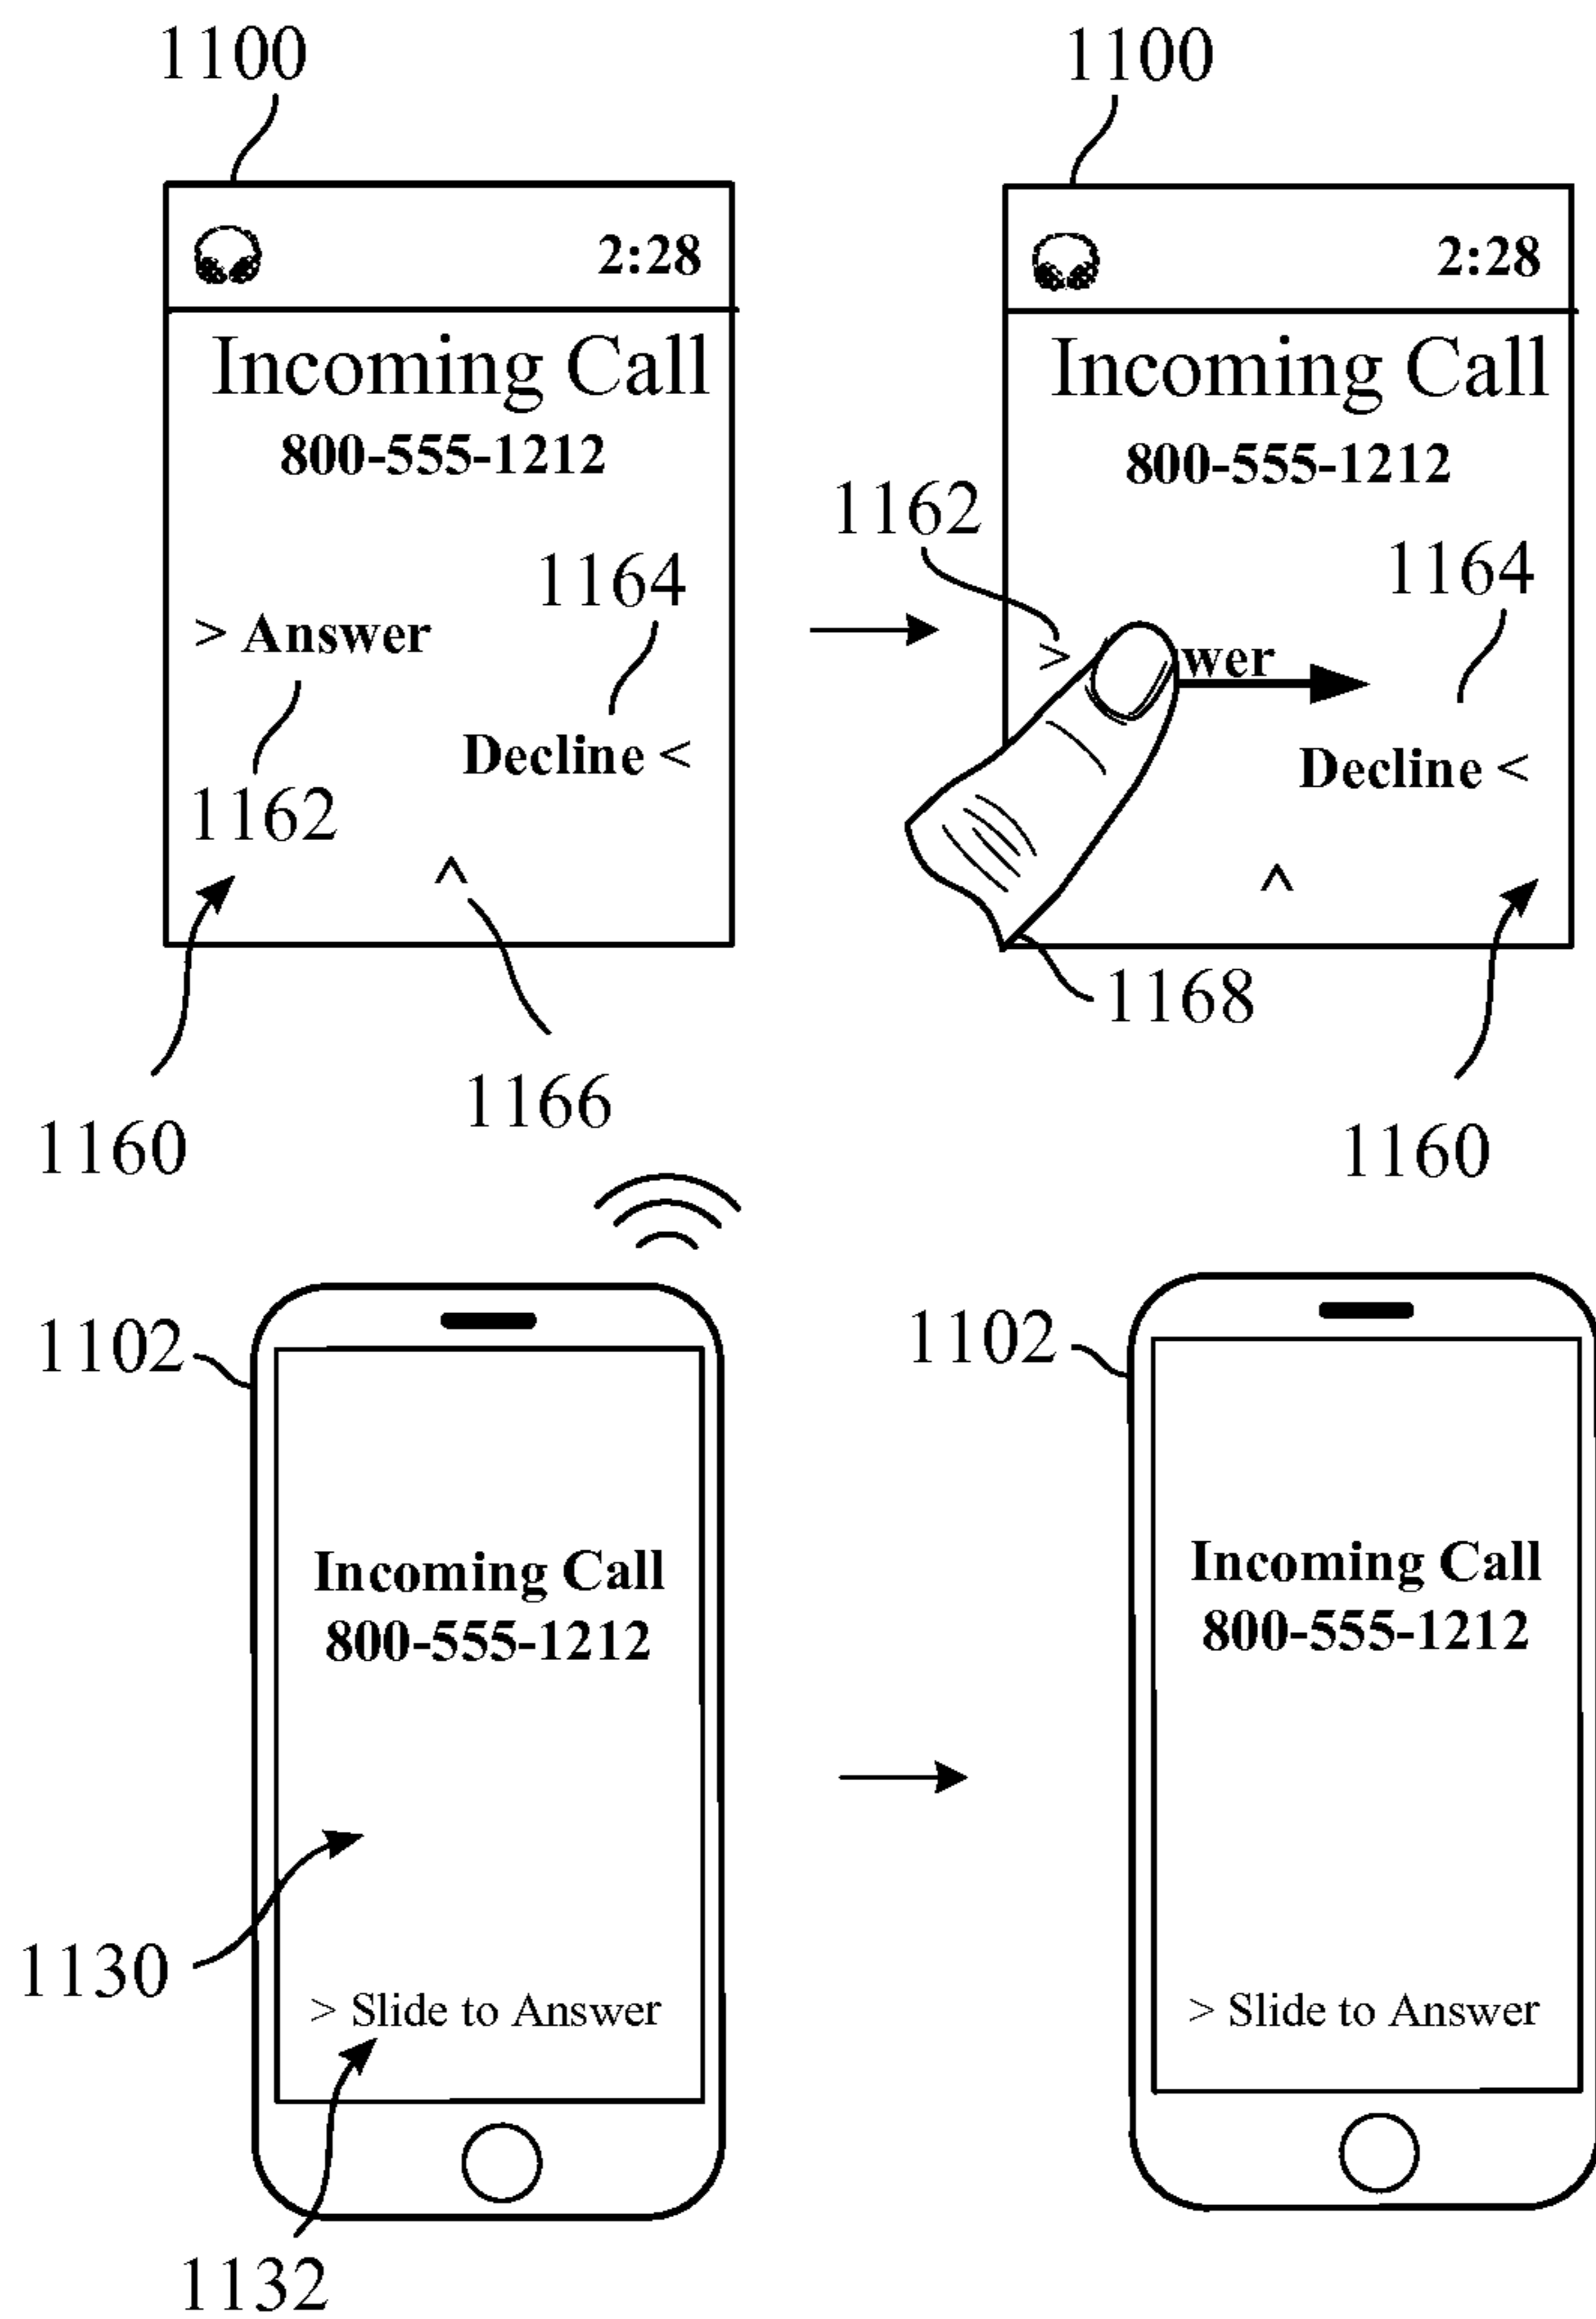 1100
1100
2:28
2:28
Incoming Call
Incoming Call
800-555-1212
800-555-1212
1162
1164
1164
> Answer
> wer
Decline <
Decline <
1162
^
^
1168
1166
1160
1160
1102
1102
Incoming Call
Incoming Call
800-555-1212
800-555-1212
1130
> Slide to Answer
> Slide to Answer
1132